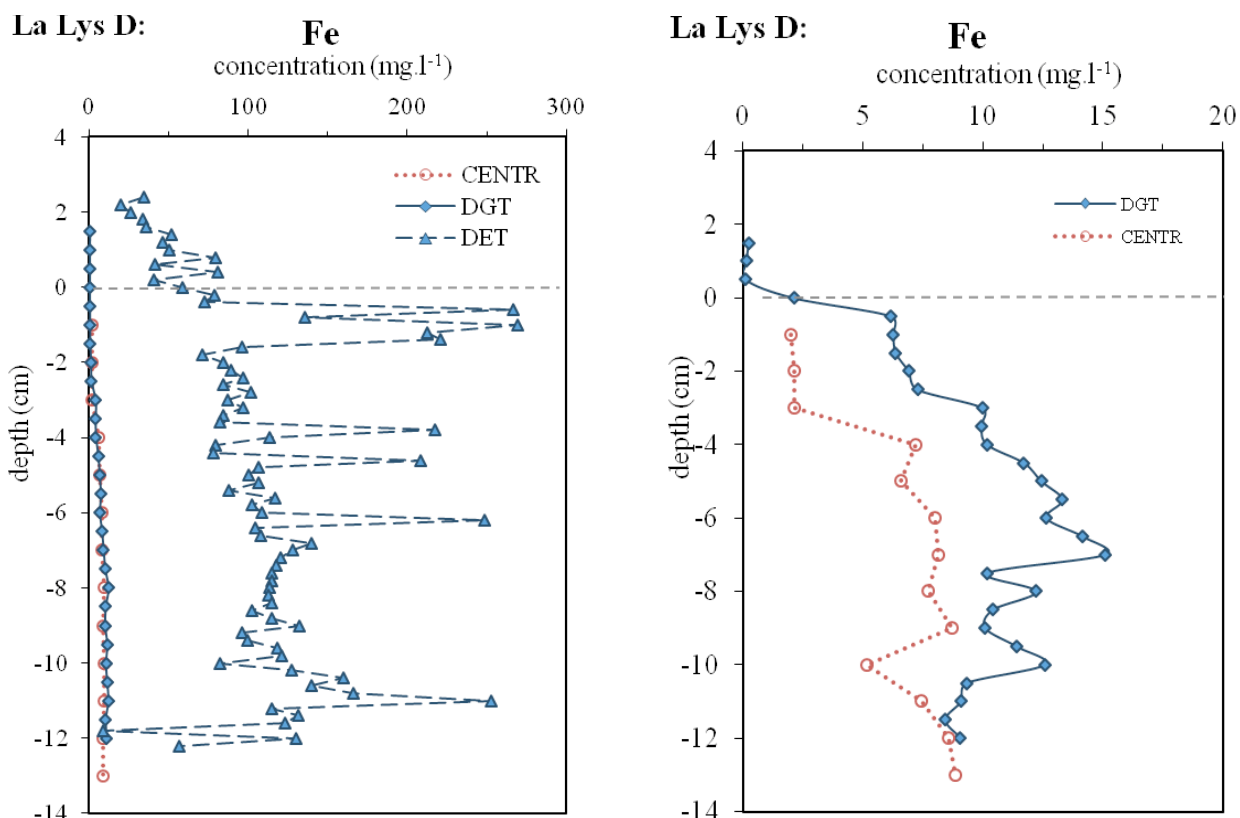 La Lys D:
Fe
concentration (mg.l-1)
0 100 200 300
4
2
0
-2
-4
-6
-8
-10
-12
-14
depth (cm)
CENTR
DGT
DET
La Lys D:
Fe
concentration (mg.l-1)
0 5 10 15 20
4
2
0
-2
-4
-6
-8
-10
-12
-14
depth (cm)
DGT
CENTR